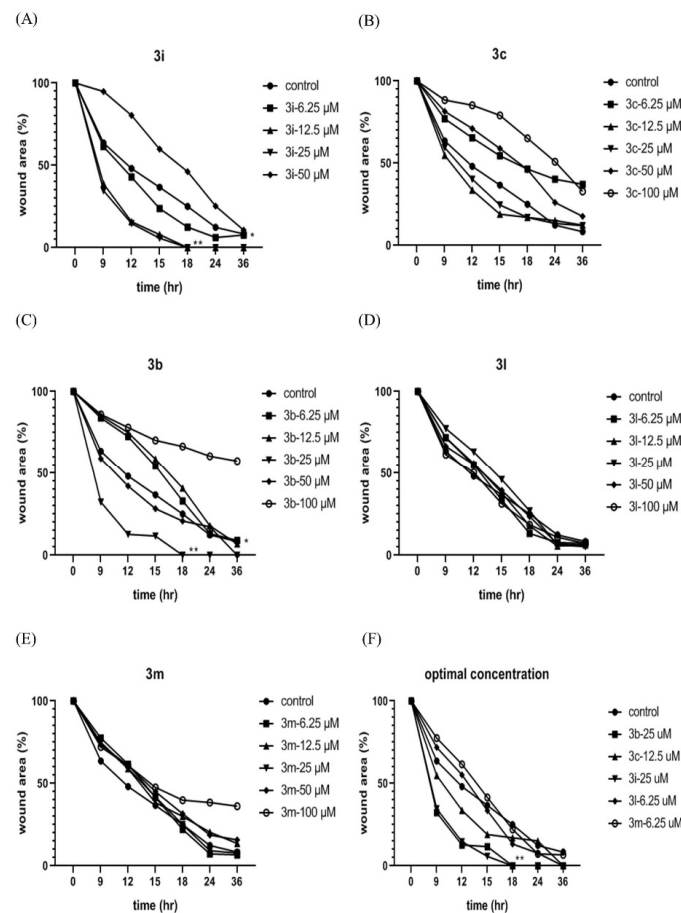 (A)
3i
wound area (%)
100
50
0
0 9 12 15 18 24 36
time (hr)
control
3i-6.25 µM
3i-12.5 µM
3i-25 µM
3i-50 µM
**
*
(B)
3c
wound area (%)
100
50
0
0 9 12 15 18 24 36
time (hr)
control
3c-6.25 µM
3c-12.5 µM
3c-25 µM
3c-50 µM
3c-100 µM
(C)
3b
wound area (%)
100
50
0
0 9 12 15 18 24 36
time (hr)
control
3b-6.25 µM
3b-12.5 µM
3b-25 µM
3b-50 µM
3b-100 µM
**
*
(D)
3l
wound area (%)
100
50
0
0 9 12 15 18 24 36
time (hr)
control
3l-6.25 µM
3l-12.5 µM
3l-25 µM
3l-50 µM
3l-100 µM
(E)
3m
wound area (%)
100
50
0
0 9 12 15 18 24 36
time (hr)
control
3m-6.25 µM
3m-12.5 µM
3m-25 µM
3m-50 µM
3m-100 µM
(F)
optimal concentration
wound area (%)
100
50
0
0 9 12 15 18 24 36
time (hr)
control
3b-25 uM
3c-12.5 uM
3i-25 uM
3l-6.25 uM
3m-6.25 uM
**